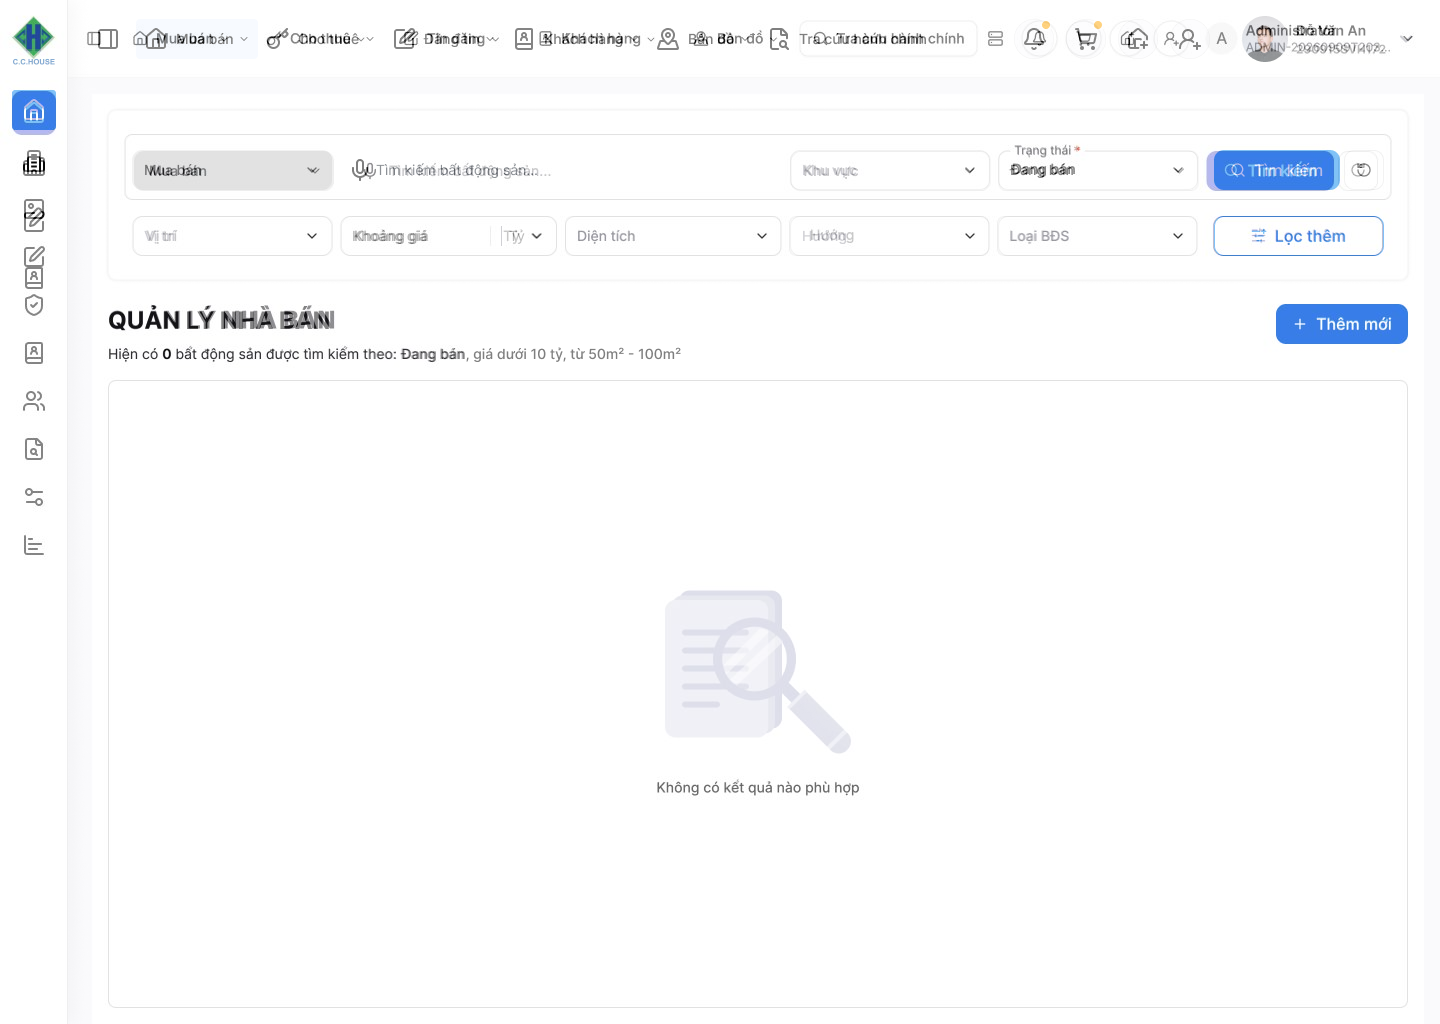 C.C.HOUSE
Mua bán
Cho thuê
Đăng tin
Khách hàng
Bản đồ
Tra cứu hành chính
A
Trạng thái *
Mua bán
Tìm kiếm bất động sản...
Khu vực
Đang bán
Tìm kiếm
Vị trí
Khoảng giá
Tỷ
Diện tích
Hướng
Loại BĐS
Lọc thêm
QUẢN LÝ NHÀ BÁN
Thêm mới
Hiện có 0 bất động sản được tìm kiếm theo: Đang bán, giá dưới 10 tỷ, từ 50m² - 100m²
Không có kết quả nào phù hợp